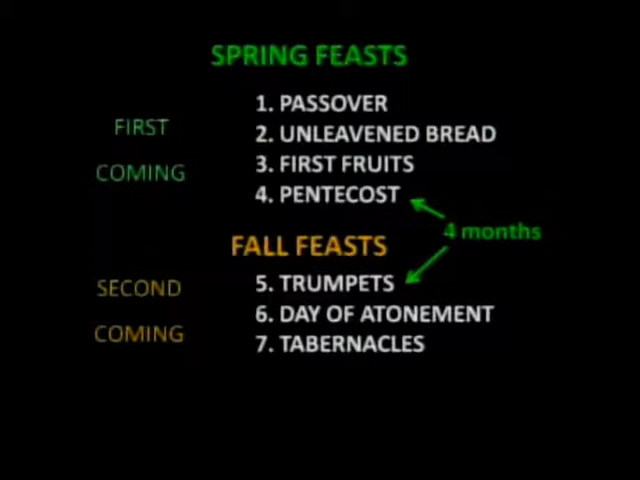 SPRING FEASTS
1. PASSOVER
FIRST
2. UNLEAVENED BREAD
3. FIRST FRUITS
COMING
4. PENTECOST
4 months
FALL FEASTS
SECOND
5. TRUMPETS
6. DAY OF ATONEMENT
COMING
7. TABERNACLES